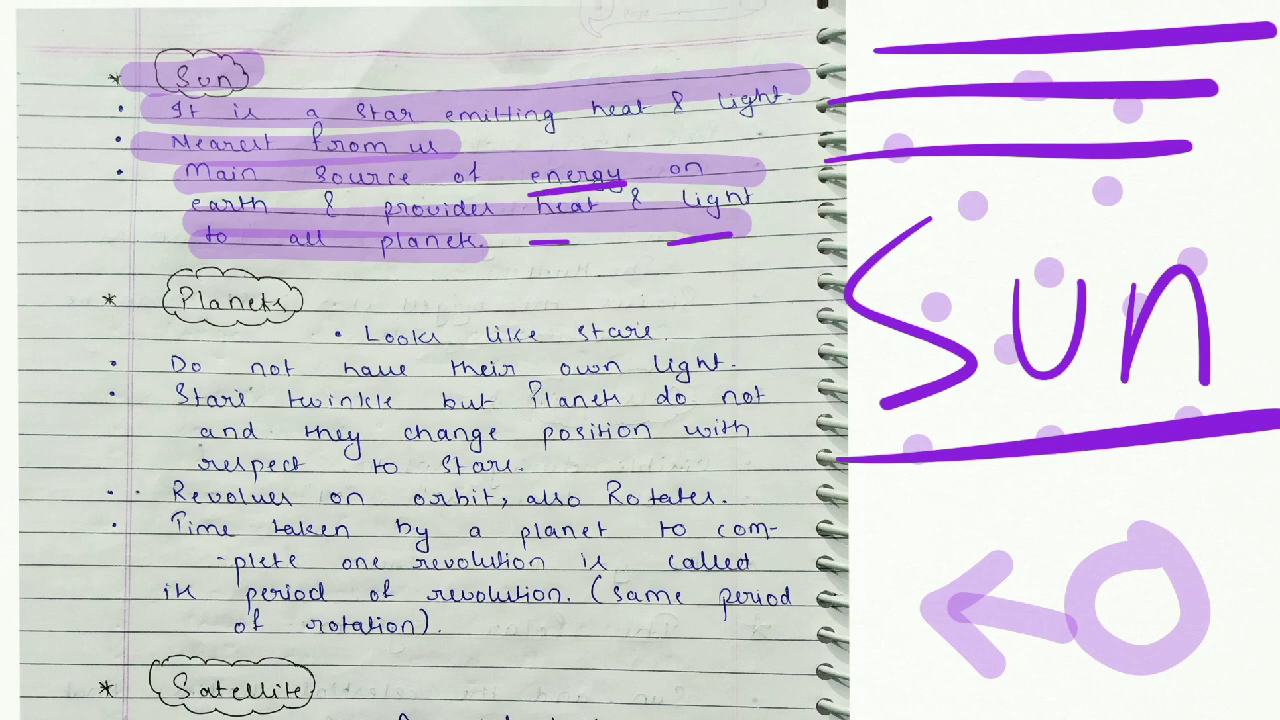 * Sun
• It is a star emitting heat & light.
• Nearest from us
• Main source of energy on
earth & provides heat & light
to all planets.
* Planets
• Looks like stars.
• Do not have their own light.
• Stars twinkle but Planets do not
and they change position with
respect to stars.
• Revolves on orbit, also Rotates.
• Time taken by a planet to com-
-plete one revolution is called
its period of revolution. (same period
of rotation).
* Satellite
Sun